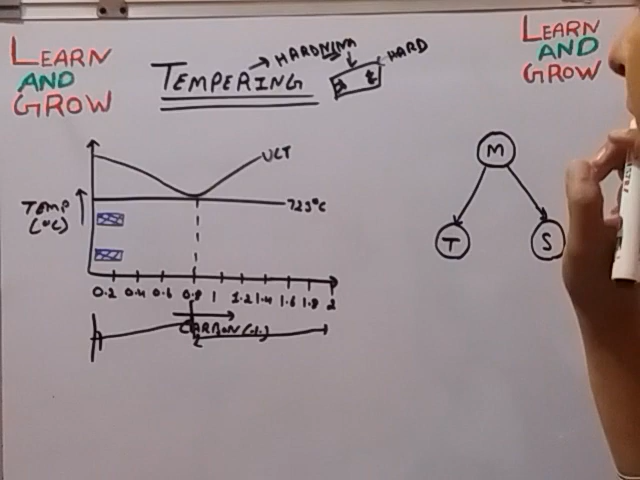 LEARN
AND
GROW
TEMPERING
→ HARDNING
HARD
LEARN
AND
GROW
UCT
723°C
TEMP
(°C)
0.2 0.4 0.6 0.8 1 1.2 1.4 1.6 1.8 2
CARBON (%)
M
T S